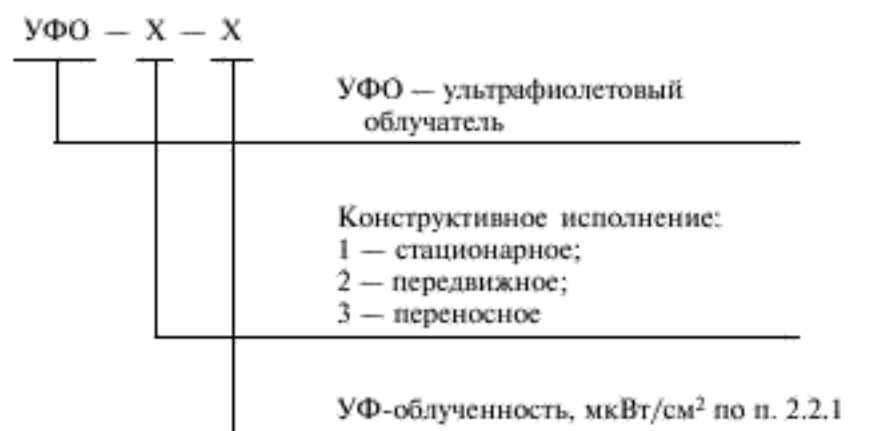 УФО — X — X
УФО — ультрафиолетовый
облучатель
Конструктивное исполнение:
1 — стационарное;
2 — передвижное;
3 — переносное
УФ-облученность, мкВт/см² по п. 2.2.1